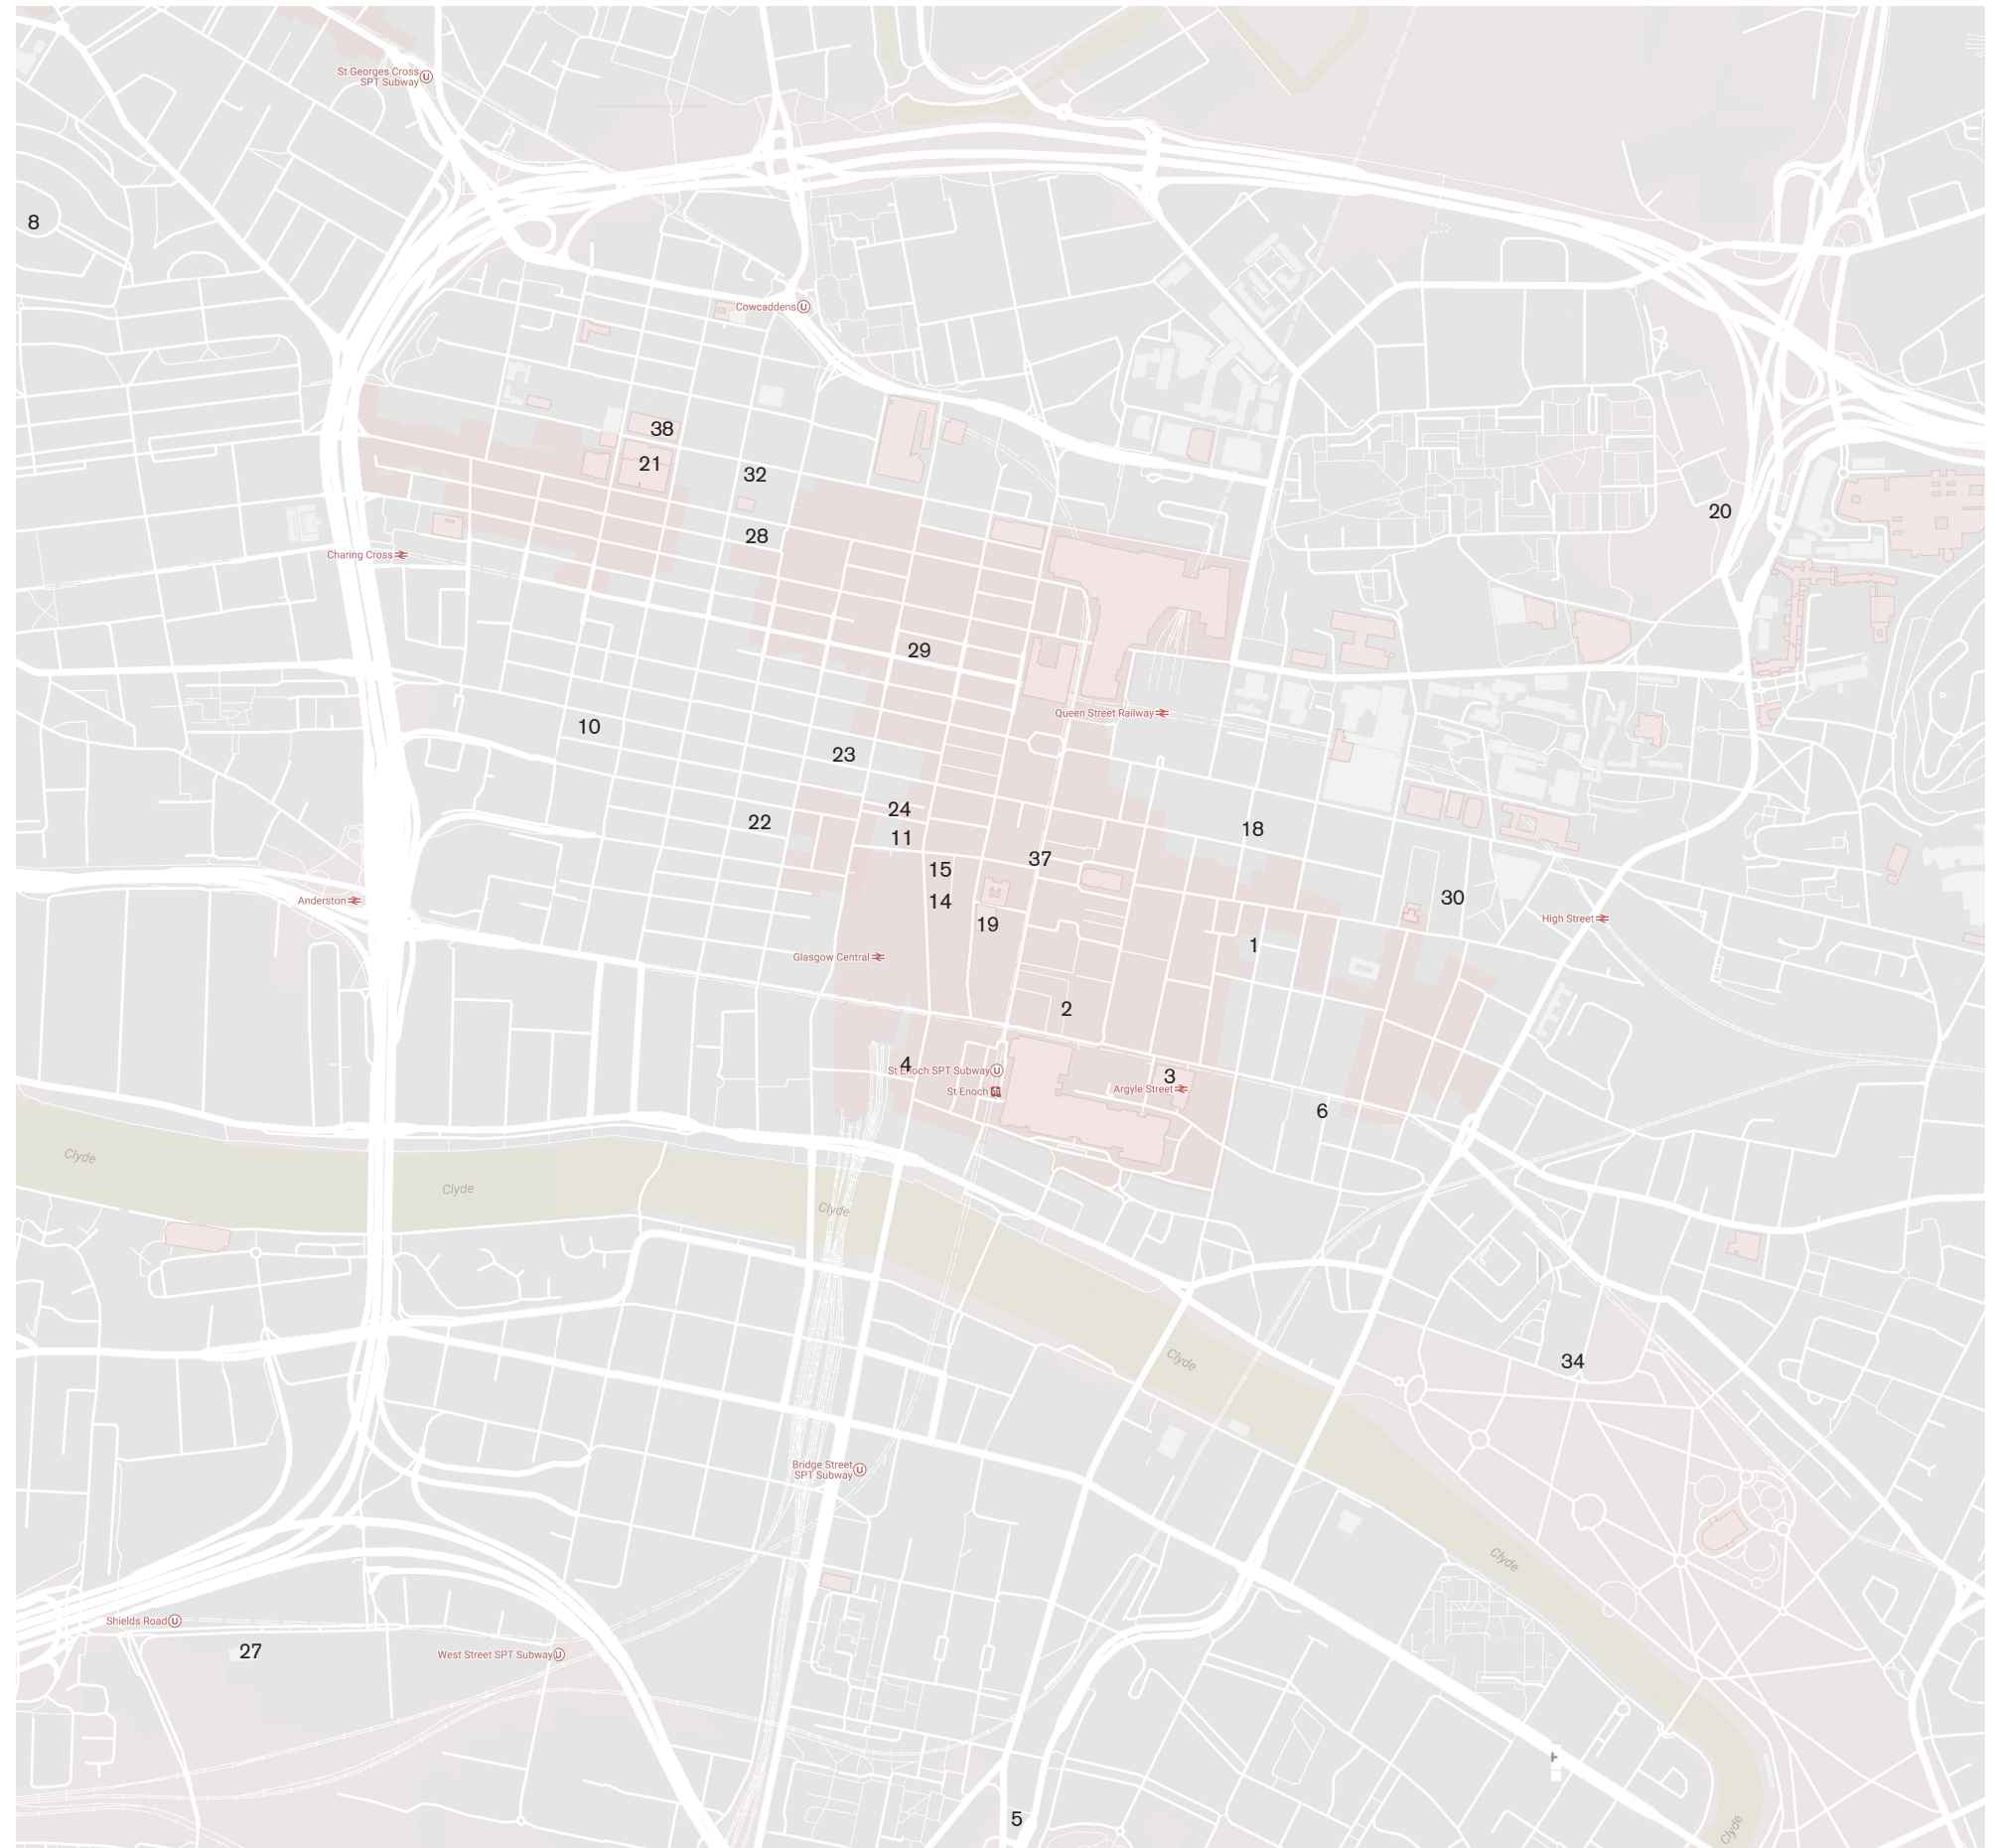 St Georges Cross
SPT Subway
8
Cowcaddens
38
21
32
20
28
Charing Cross
29
Queen Street Railway
10
23
24
22
18
11
37
15
30
Anderston
14
High Street
19
1
Glasgow Central
2
4
St Enoch SPT Subway
3
Argyle Street
St Enoch
6
Clyde
Clyde
Clyde
Clyde
34
Bridge Street
SPT Subway
Clyde
Shields Road
27
West Street SPT Subway
5
Clyde